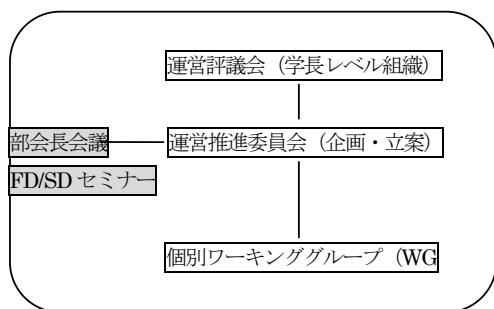 運営評議会（学長レベル組織）
部会長会議
運営推進委員会（企画・立案）
FD/SD セミナー
個別ワーキンググループ（WG